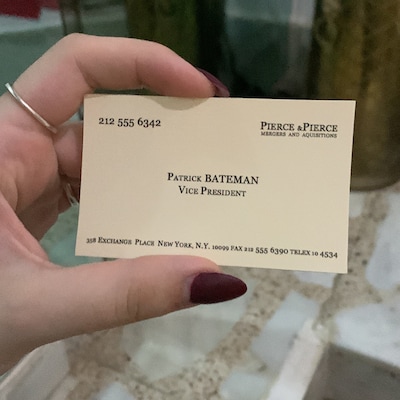 212 555 6342
PIERCE & PIERCE
MERGERS AND AQUISITIONS
PATRICK BATEMAN
VICE PRESIDENT
358 EXCHANGE PLACE NEW YORK, N.Y. 10099 FAX 212 555 6390 TELEX 10 4534